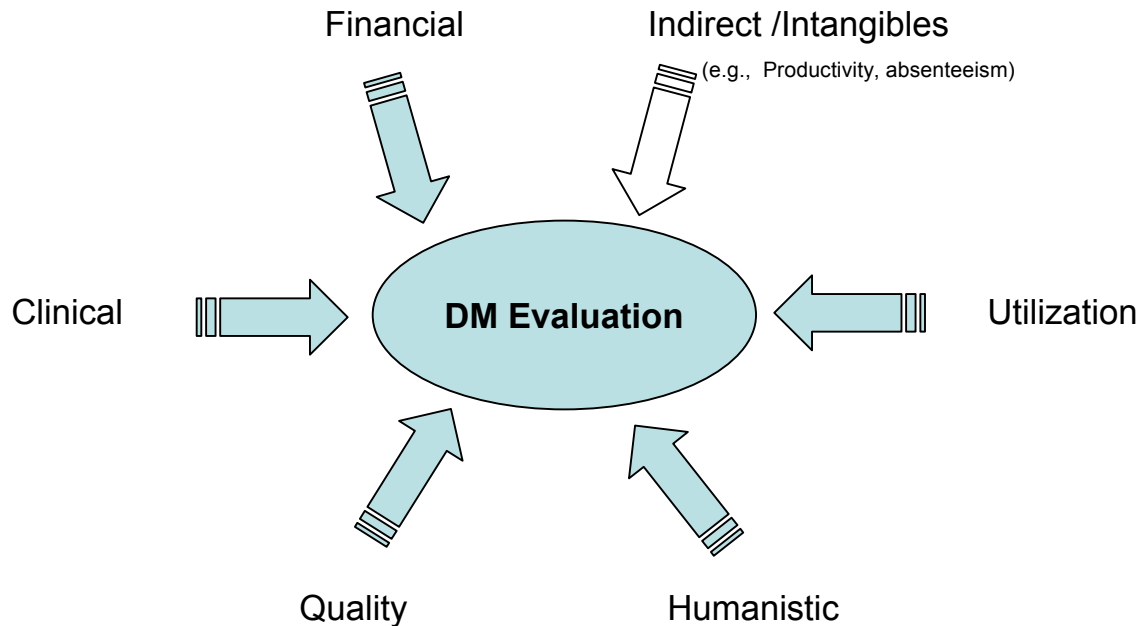 Financial
Indirect /Intangibles
(e.g., Productivity, absenteeism)
Clinical
DM Evaluation
Utilization
Quality
Humanistic